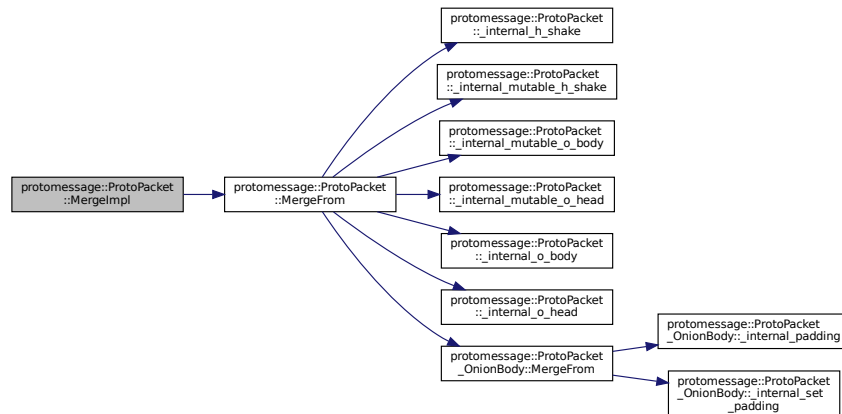 protomessage::ProtoPacket
::MergeImpl
protomessage::ProtoPacket
::MergeFrom
protomessage::ProtoPacket
::_internal_h_shake
protomessage::ProtoPacket
::_internal_mutable_h_shake
protomessage::ProtoPacket
::_internal_mutable_o_body
protomessage::ProtoPacket
::_internal_mutable_o_head
protomessage::ProtoPacket
::_internal_o_body
protomessage::ProtoPacket
::_internal_o_head
protomessage::ProtoPacket
_OnionBody::MergeFrom
protomessage::ProtoPacket
_OnionBody::_internal_padding
protomessage::ProtoPacket
_OnionBody::_internal_set
_padding